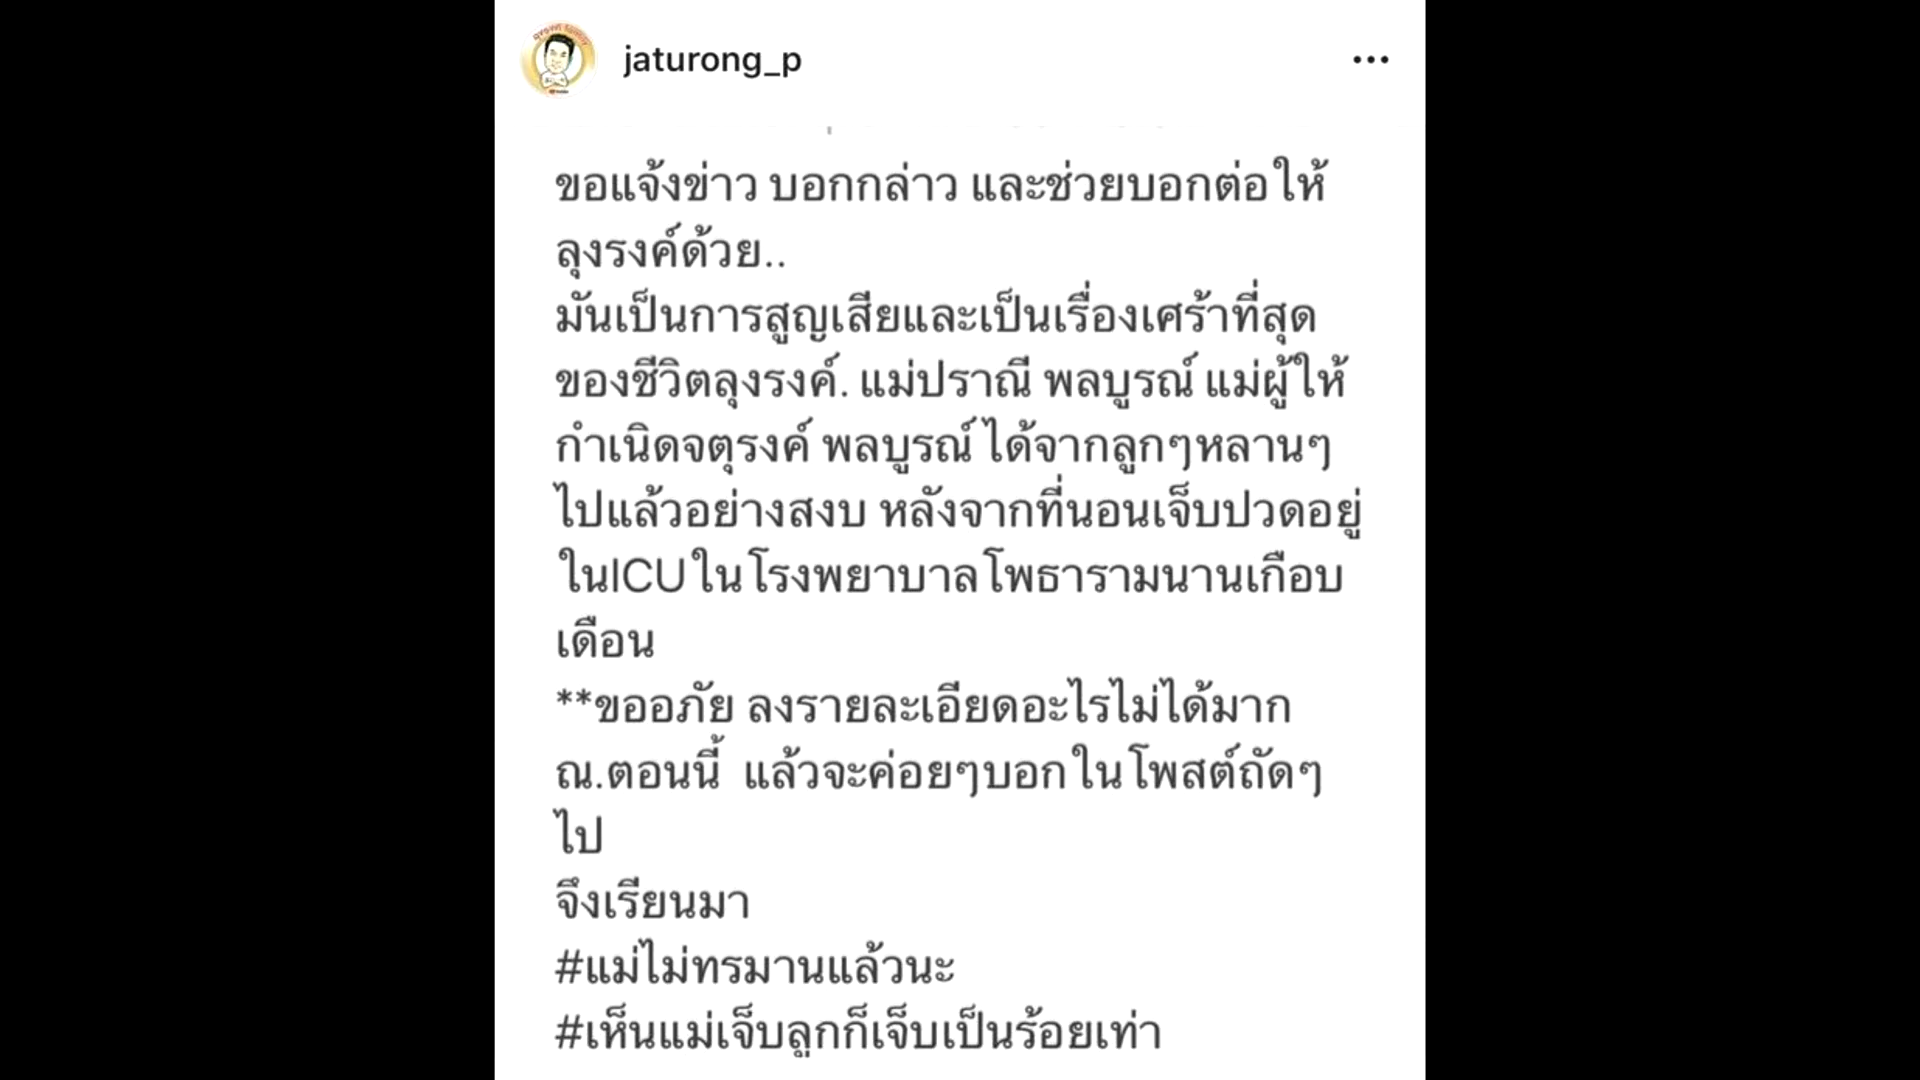 jaturong_p
ขอแจ้งข่าว บอกกล่าว และช่วยบอกต่อให้
ลุงรงค์ด้วย..
มันเป็นการสูญเสียและเป็นเรื่องเศร้าที่สุด
ของชีวิตลุงรงค์. แม่ปราณี พลบูรณ์ แม่ผู้ให้
กำเนิดจตุรงค์ พลบูรณ์ ได้จากลูกๆหลานๆ
ไปแล้วอย่างสงบ หลังจากที่นอนเจ็บปวดอยู่
ในICUในโรงพยาบาลโพธารามนานเกือบ
เดือน
**ขออภัย ลงรายละเอียดอะไรไม่ได้มาก
ณ.ตอนนี้  แล้วจะค่อยๆบอกในโพสต์ถัดๆ
ไป
จึงเรียนมา
#แม่ไม่ทรมานแล้วนะ
#เห็นแม่เจ็บลูกก็เจ็บเป็นร้อยเท่า